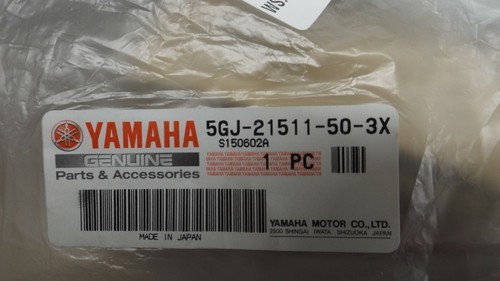 WS
YAMAHA 5GJ-21511-50-3X
S150602A
GENUINE
Parts & Accessories
1 PC
MADE IN JAPAN
YAMAHA MOTOR CO.,LTD.
2500 SHINGAI IWATA SHIZUOKA JAPAN